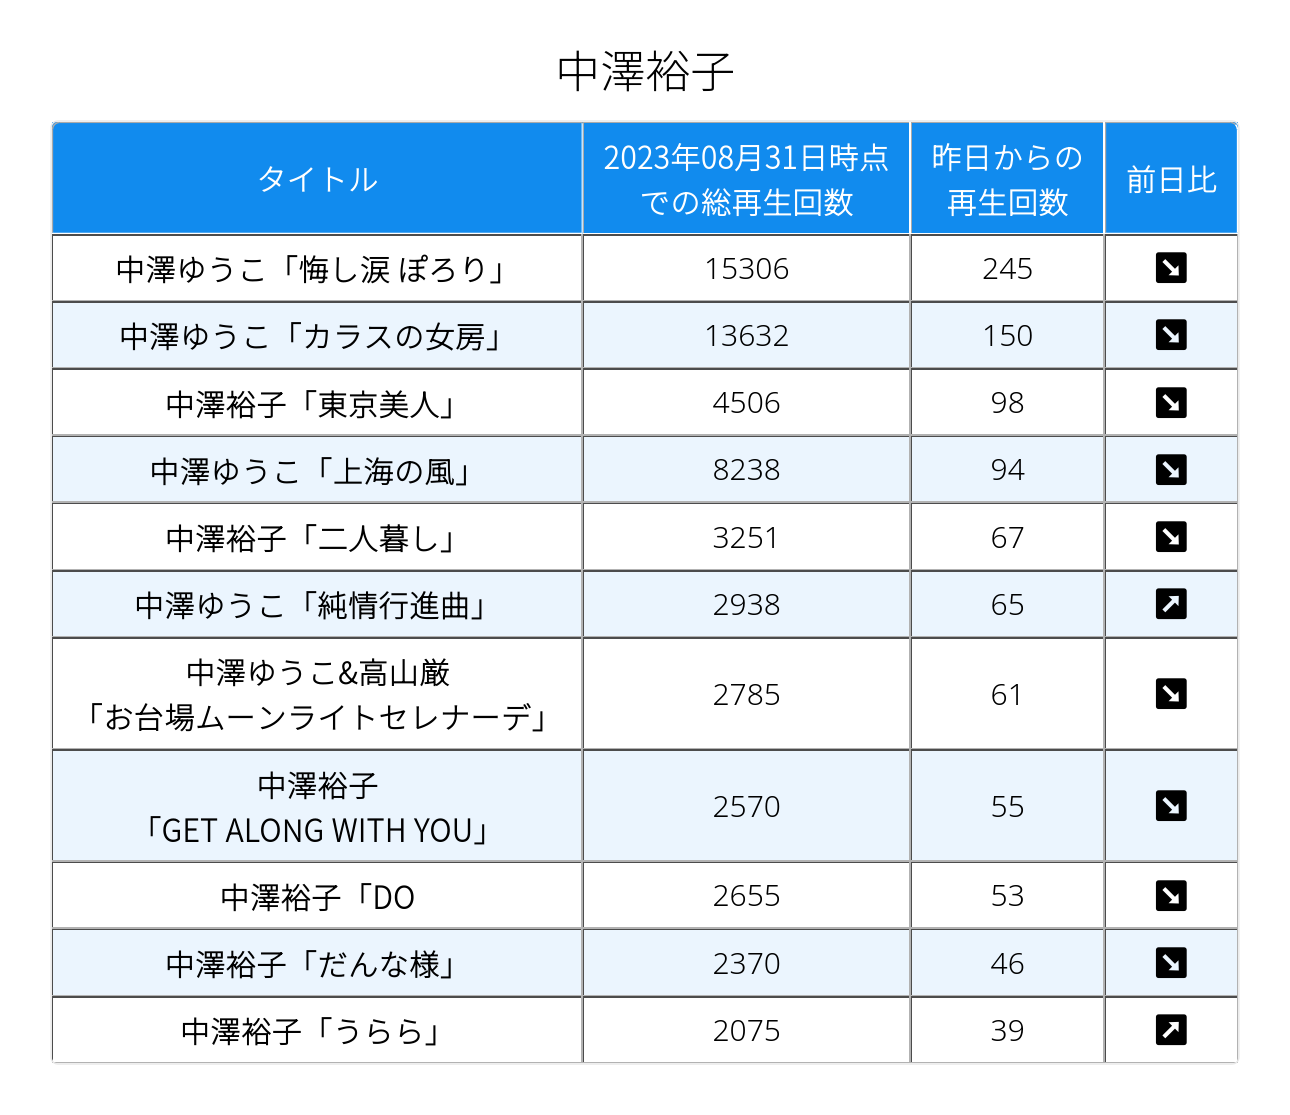 中澤裕子
タイトル
2023年08月31日時点
での総再生回数
昨日からの
再生回数
前日比
中澤ゆうこ「悔し涙 ぽろり」
15306
245
中澤ゆうこ「カラスの女房」
13632
150
中澤裕子「東京美人」
4506
98
中澤ゆうこ「上海の風」
8238
94
中澤裕子「二人暮し」
3251
67
中澤ゆうこ「純情行進曲」
2938
65
中澤ゆうこ&高山厳
「お台場ムーンライトセレナーデ」
2785
61
中澤裕子
「GET ALONG WITH YOU」
2570
55
中澤裕子「DO
2655
53
中澤裕子「だんな様」
2370
46
中澤裕子「うらら」
2075
39